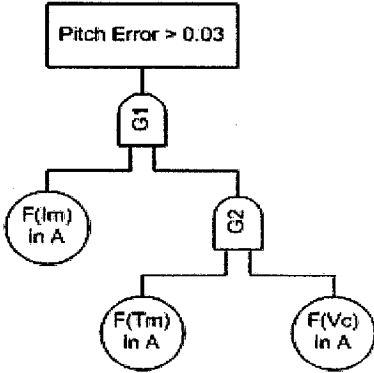 Pitch Error > 0.03
G1
F(Im)
in A
G2
F(Tm)
in A
F(Vc)
in A